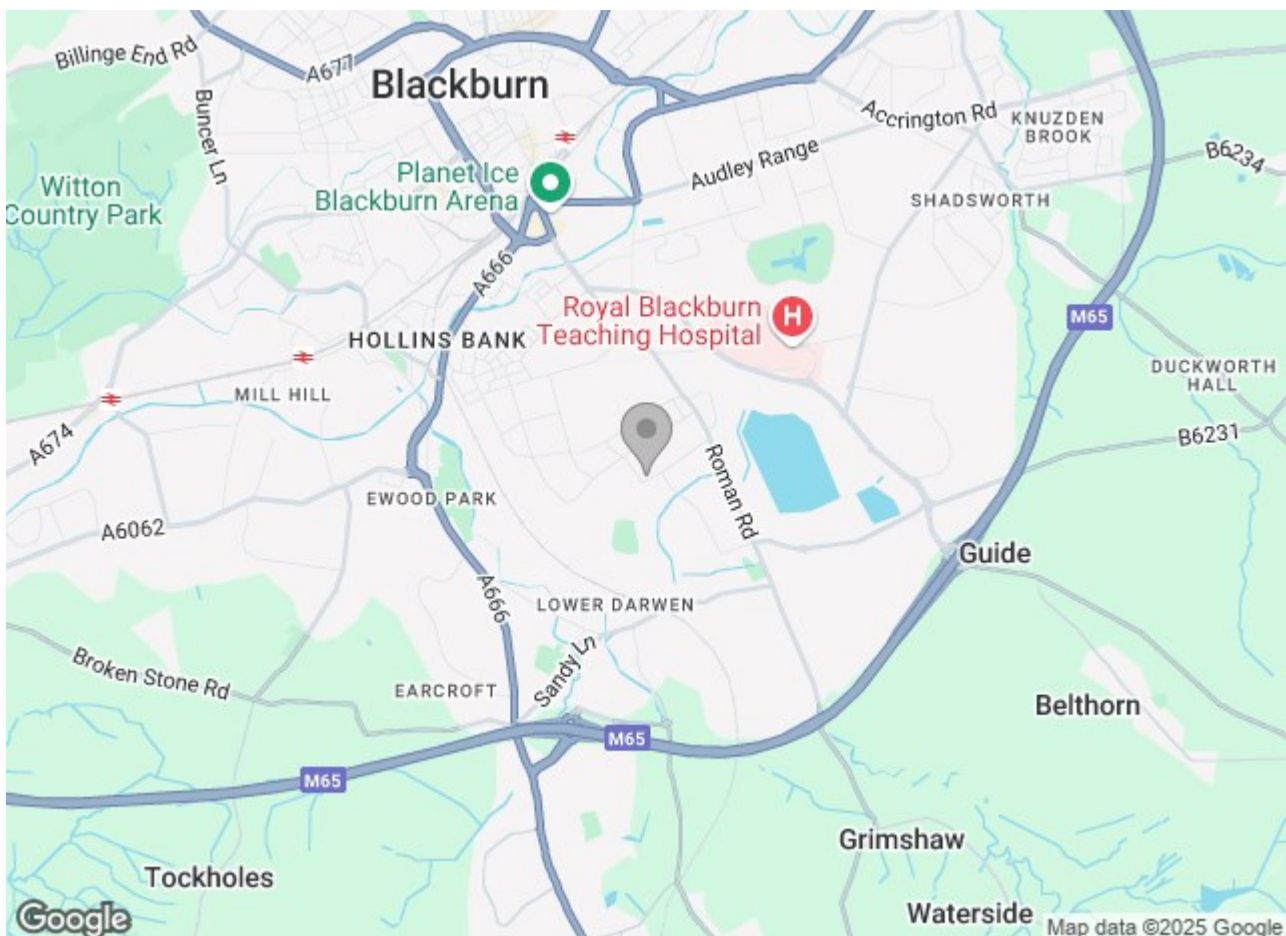 Billinge End Rd
A677
Blackburn
Buncer Ln
Accrington Rd
KNUZDEN
BROOK
Audley Range
B6234
Planet Ice
Blackburn Arena
Witton
Country Park
SHADSWORTH
A666
Royal Blackburn
Teaching Hospital
H
M65
HOLLINS BANK
DUCKWORTH
HALL
MILL HILL
A674
B6231
Roman Rd
EWOOD PARK
A6062
Guide
A666
LOWER DARWEN
Sandy Ln
Broken Stone Rd
EARCROFT
Belthorn
M65
M65
Grimshaw
Tockholes
Waterside
Google
Map data ©2025 Google